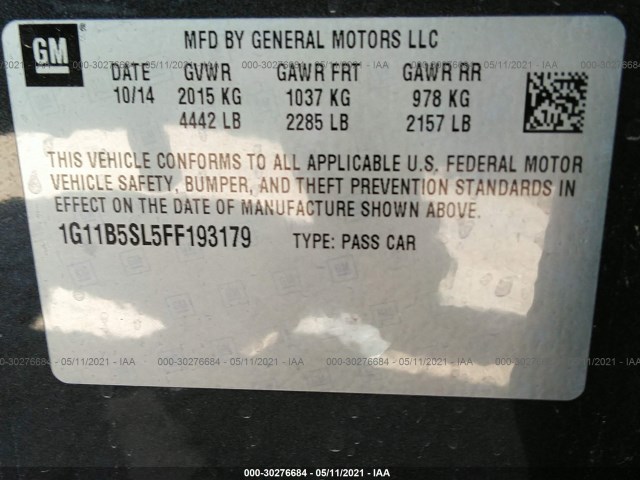 GM
MFD BY GENERAL MOTORS LLC
DATE GVWR GAWR FRT GAWR RR
10/14 2015 KG 1037 KG 978 KG
4442 LB 2285 LB 2157 LB
THIS VEHICLE CONFORMS TO ALL APPLICABLE U.S. FEDERAL MOTOR
VEHICLE SAFETY, BUMPER, AND THEFT PREVENTION STANDARDS IN
EFFECT ON THE DATE OF MANUFACTURE SHOWN ABOVE.
1G11B5SL5FF193179 TYPE: PASS CAR
000-30276684 - 05/11/2021 - IAA